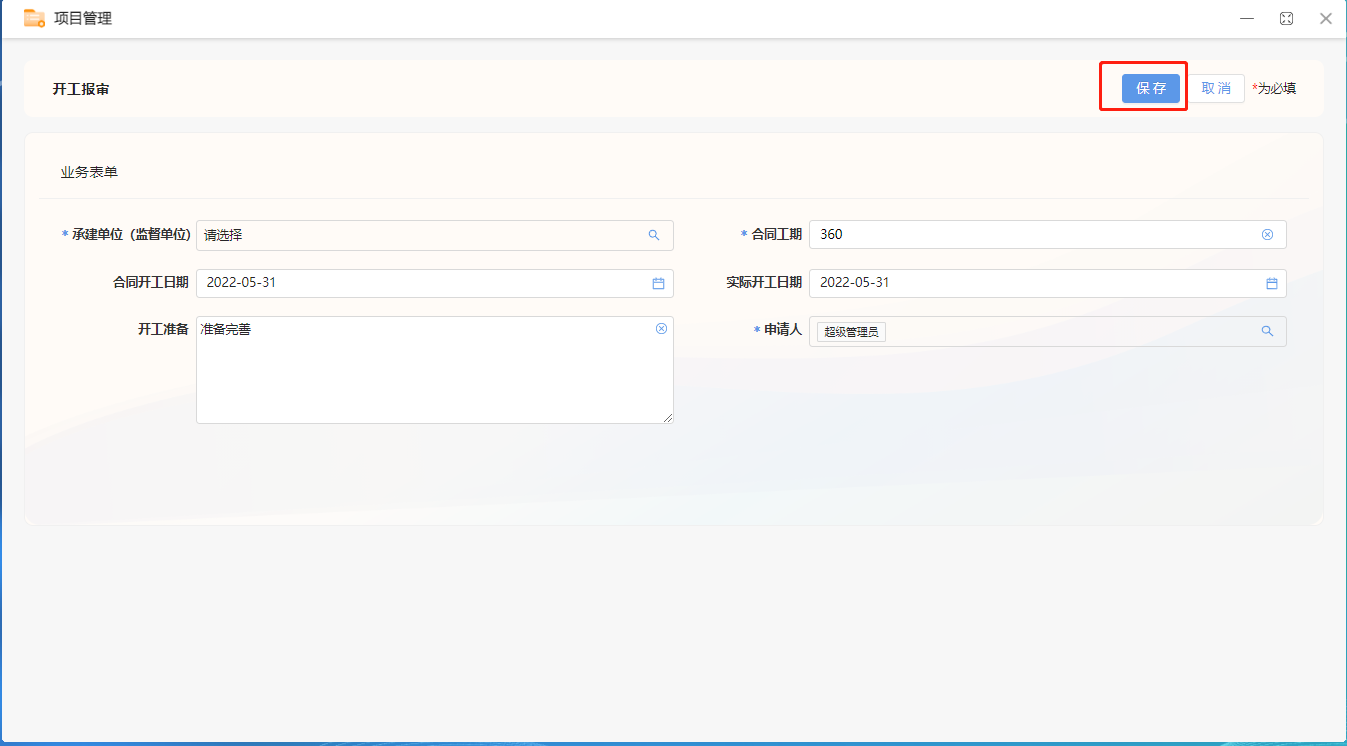 项目管理
开工报审
保存 取消 *为必填
业务表单
* 承建单位（监督单位） 请选择 * 合同工期 360
合同开工日期 2022-05-31 实际开工日期 2022-05-31
开工准备 准备完善 * 申请人 超级管理员